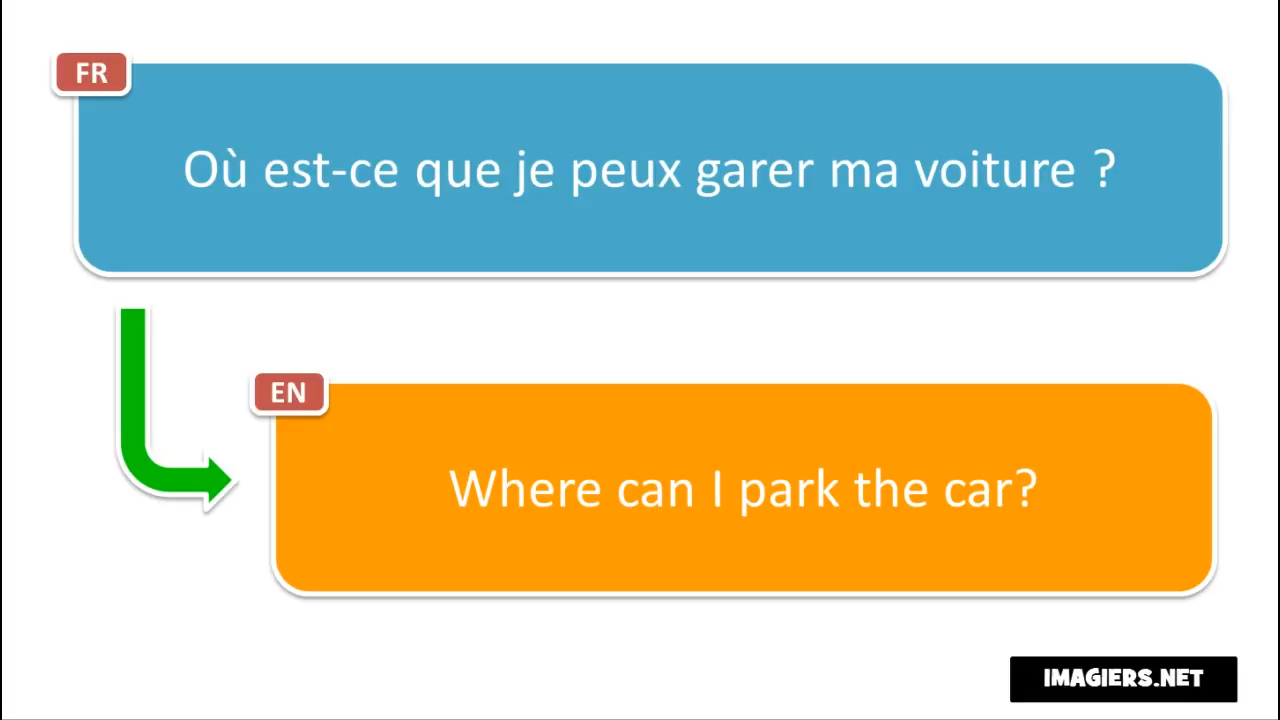 FR
Où est-ce que je peux garer ma voiture ?
EN
Where can I park the car?
IMAGIERS.NET